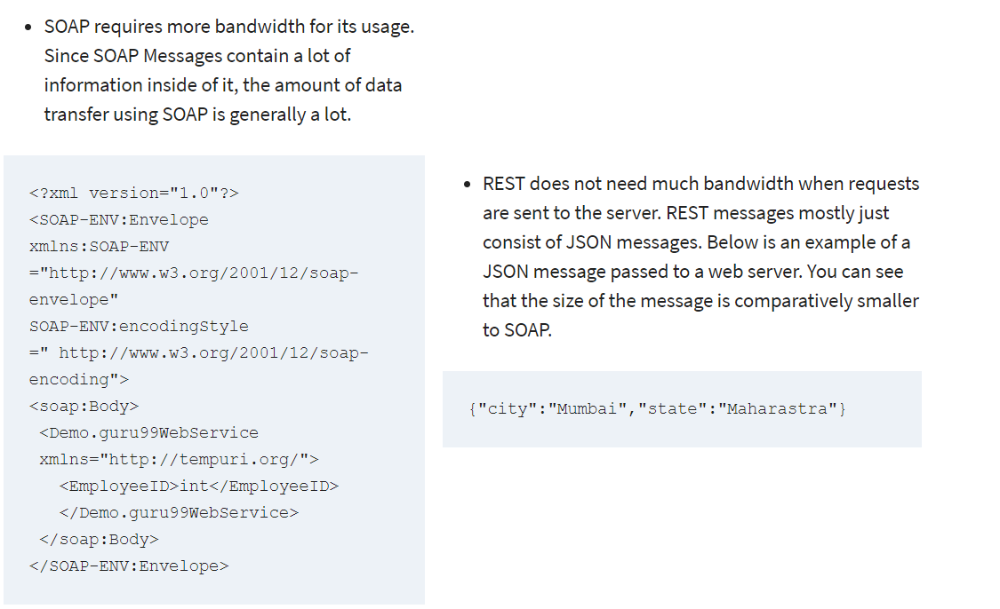 SOAP requires more bandwidth for its usage.
Since SOAP Messages contain a lot of
information inside of it, the amount of data
transfer using SOAP is generally a lot.
<?xml version="1.0"?>
<SOAP-ENV:Envelope
xmlns:SOAP-ENV
="http://www.w3.org/2001/12/soap-
envelope"
SOAP-ENV:encodingStyle
=" http://www.w3.org/2001/12/soap-
encoding">
<soap:Body>
<Demo.guru99WebService
xmlns="http://tempuri.org/">
<EmployeeID>int</EmployeeID>
</Demo.guru99WebService>
</soap:Body>
</SOAP-ENV:Envelope>
REST does not need much bandwidth when requests
are sent to the server. REST messages mostly just
consist of JSON messages. Below is an example of a
JSON message passed to a web server. You can see
that the size of the message is comparatively smaller
to SOAP.
{"city":"Mumbai","state":"Maharastra"}